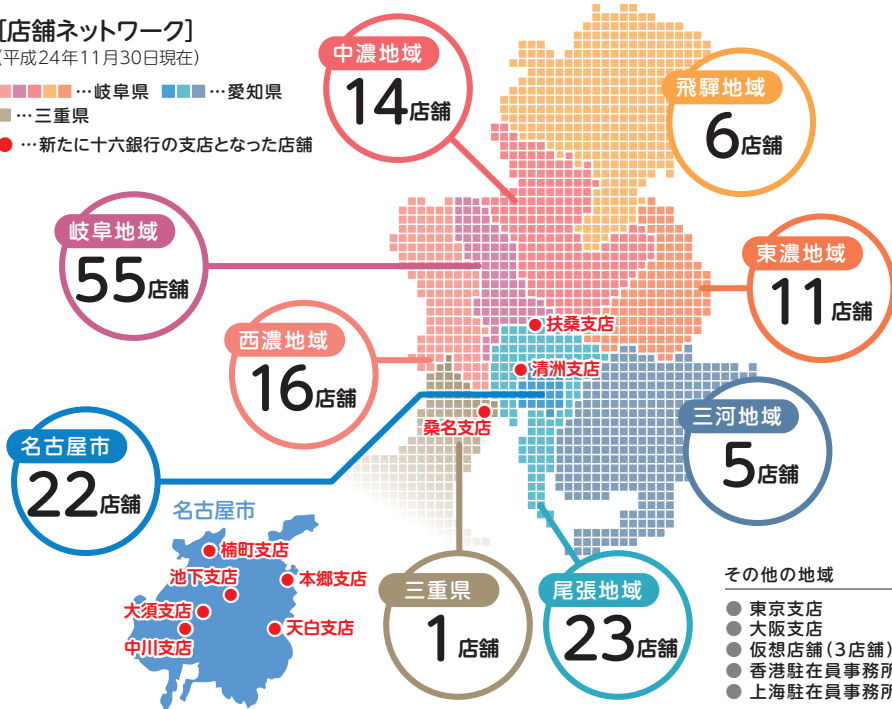 [店舗ネットワーク]
(平成24年11月30日現在)
…岐阜県 …愛知県
…三重県
…新たに十六銀行の支店となった店舗
中濃地域
14店舗
飛驒地域
6店舗
岐阜地域
55店舗
東濃地域
11店舗
扶桑支店
西濃地域
16店舗
清洲支店
桑名支店
三河地域
5店舗
名古屋市
22店舗
名古屋市
楠町支店
池下支店
本郷支店
大須支店
天白支店
中川支店
三重県
1店舗
尾張地域
23店舗
その他の地域
● 東京支店
● 大阪支店
● 仮想店舗(3店舗)
● 香港駐在員事務所
● 上海駐在員事務所